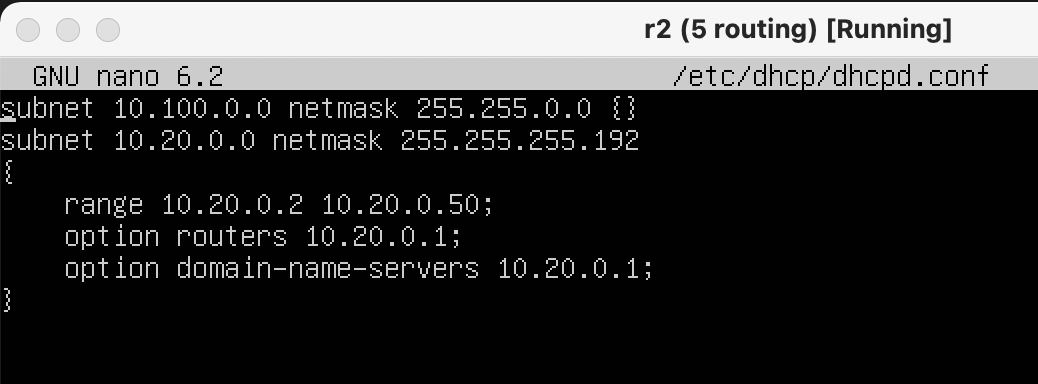 r2 (5 routing) [Running]
GNU nano 6.2 /etc/dhcp/dhcpd.conf
subnet 10.100.0.0 netmask 255.255.0.0 {}
subnet 10.20.0.0 netmask 255.255.255.192
{
    range 10.20.0.2 10.20.0.50;
    option routers 10.20.0.1;
    option domain-name-servers 10.20.0.1;
}